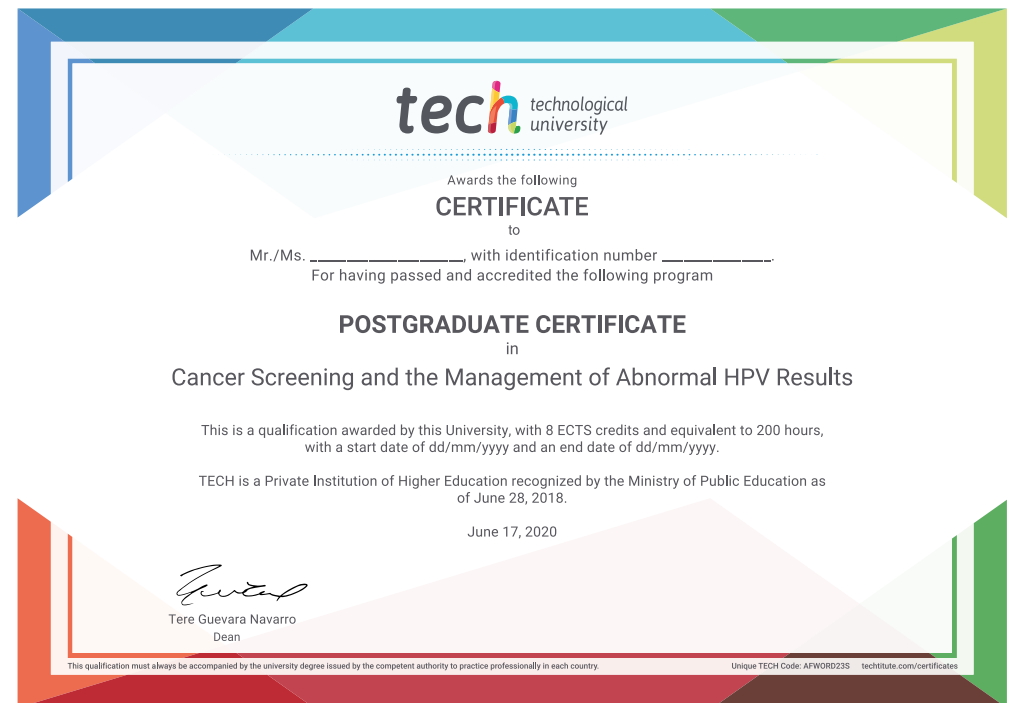 tech technological
university
Awards the following
CERTIFICATE
to
Mr./Ms. _______________, with identification number ___________.
For having passed and accredited the following program
POSTGRADUATE CERTIFICATE
in
Cancer Screening and the Management of Abnormal HPV Results
This is a qualification awarded by this University, with 8 ECTS credits and equivalent to 200 hours,
with a start date of dd/mm/yyyy and an end date of dd/mm/yyyy.
TECH is a Private Institution of Higher Education recognized by the Ministry of Public Education as
of June 28, 2018.
June 17, 2020
Tere Guevara Navarro
Dean
This qualification must always be accompanied by the university degree issued by the competent authority to practice professionally in each country.
Unique TECH Code: AFWORD23S techtitute.com/certificates